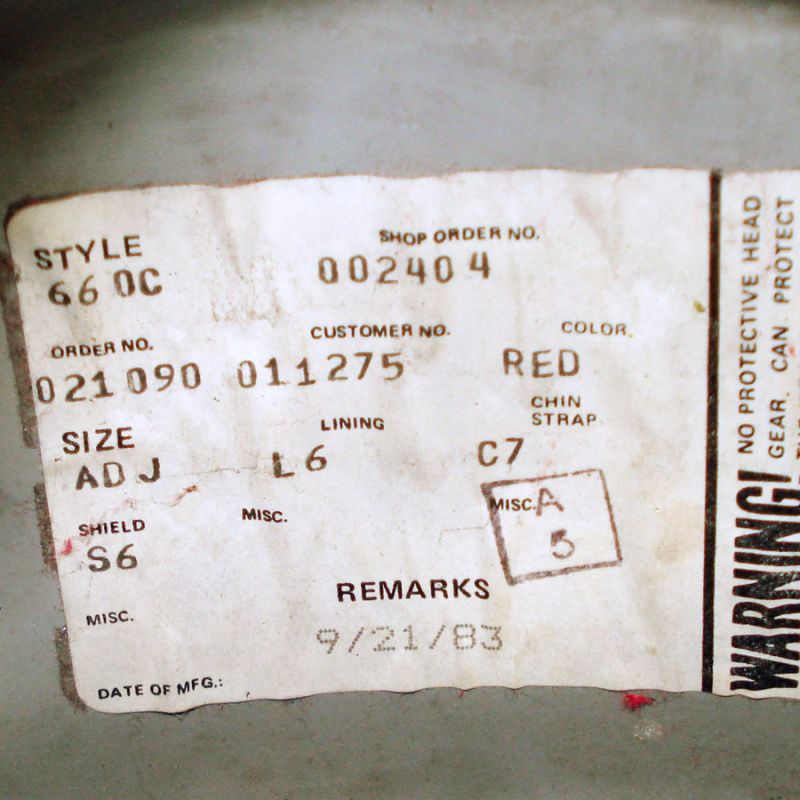 STYLE
SHOP ORDER NO.
660C
002404
ORDER NO.
CUSTOMER NO.
COLOR
021090
011275
RED
SIZE
LINING
CHIN
STRAP
ADJ
L6
C7
SHIELD
MISC.
MISC.
A
5
S6
REMARKS
MISC.
9/21/83
DATE OF MFG.:
WARNING!
NO PROTECTIVE HEAD
GEAR CAN PROTECT